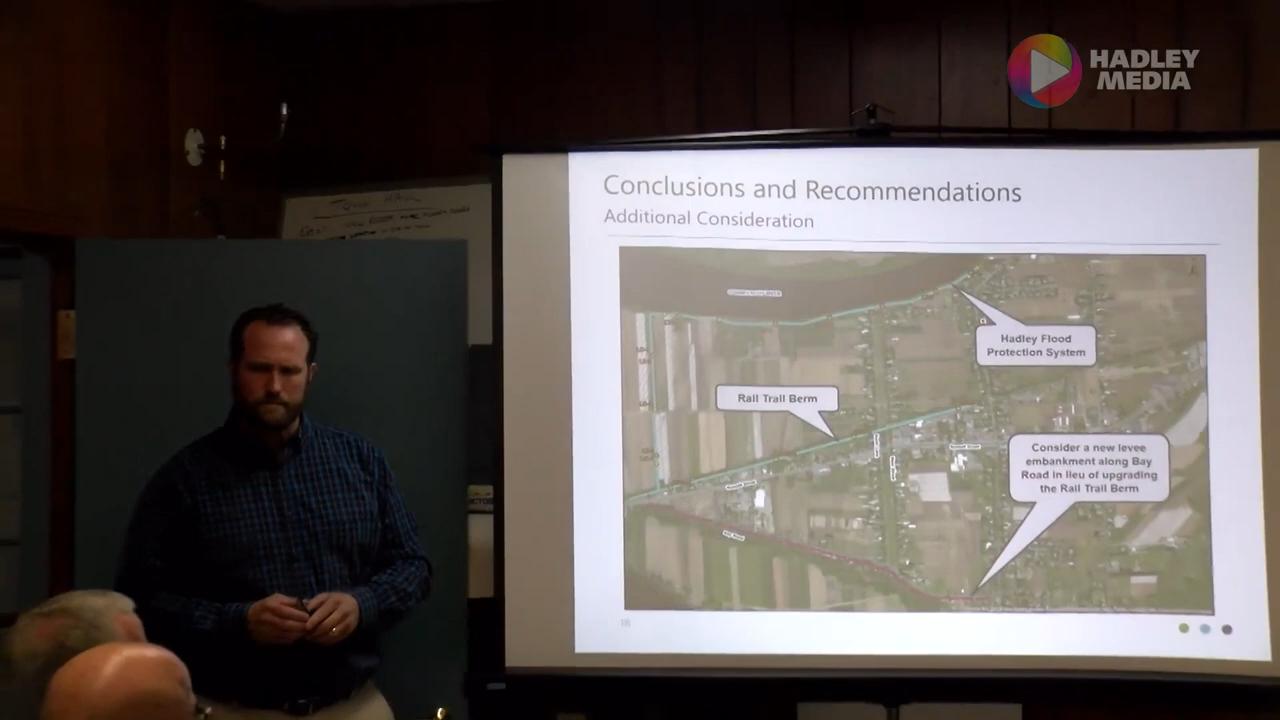 HADLEY
MEDIA
Conclusions and Recommendations
Additional Consideration
Hadley Flood
Protection System
Rail Trail Berm
Consider a new levee
embankment along Bay
Road in lieu of upgrading
the Rail Trail Berm
18